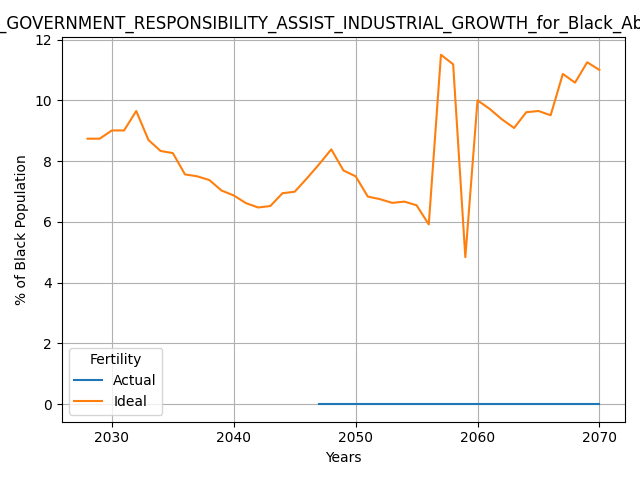 _GOVERNMENT_RESPONSIBILITY_ASSIST_INDUSTRIAL_GROWTH_for_Black_Ab
12
10
8
6
4
2
0
% of Black Population
Fertility
Actual
Ideal
2030
2040
2050
2060
2070
Years